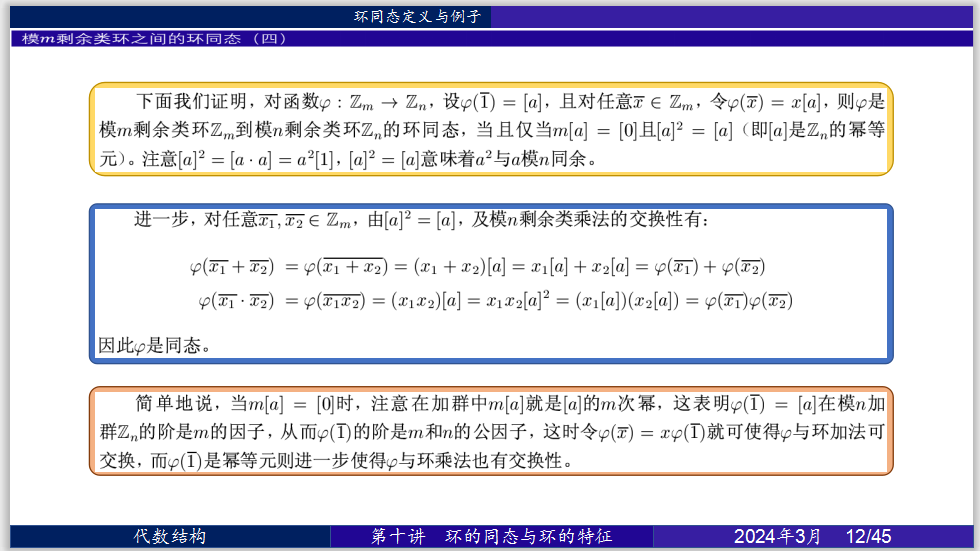 环同态定义与例子
模m剩余类环之间的环同态（四）
下面我们证明，对函数φ : ℤₘ → ℤₙ，设φ(1̅) = [a]，且对任意x̅ ∈ ℤₘ，令φ(x̅) = x[a]，则φ是
模m剩余类环ℤₘ到模n剩余类环ℤₙ的环同态，当且仅当m[a] = [0]且[a]² = [a]（即[a]是ℤₙ的幂等
元）。注意[a]² = [a · a] = a²[1]，[a]² = [a]意味着a²与a模n同余。
进一步，对任意x̅₁, x̅₂ ∈ ℤₘ，由[a]² = [a]，及模n剩余类乘法的交换性有：
φ(x̅₁ + x̅₂) = φ(x̅₁̅ ̅+̅ ̅x̅₂̅) = (x₁ + x₂)[a] = x₁[a] + x₂[a] = φ(x̅₁) + φ(x̅₂)
φ(x̅₁ · x̅₂) = φ(x̅₁̅x̅₂̅) = (x₁x₂)[a] = x₁x₂[a]² = (x₁[a])(x₂[a]) = φ(x̅₁)φ(x̅₂)
因此φ是同态。
简单地说，当m[a] = [0]时，注意在加群中m[a]就是[a]的m次幂，这表明φ(1̅) = [a]在模n加
群ℤₙ的阶是m的因子，从而φ(1̅)的阶是m和n的公因子，这时令φ(x̅) = xφ(1̅)就可使得φ与环加法可
交换，而φ(1̅)是幂等元则进一步使得φ与环乘法也有交换性。
代数结构
第十讲 环的同态与环的特征
2024年3月 12/45